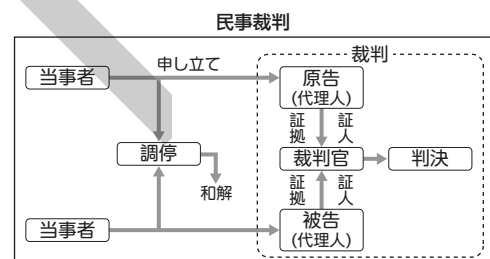 民事裁判
裁判
当事者
申し立て
原告
(代理人)
証拠
証人
調停
裁判官
判決
和解
証拠
証人
当事者
被告
(代理人)